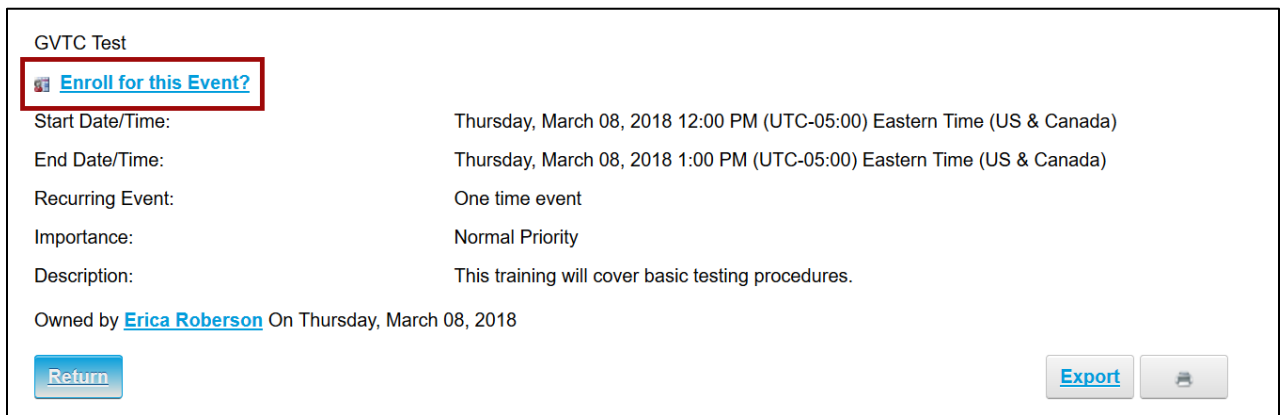 GVTC Test
Enroll for this Event?
Start Date/Time: Thursday, March 08, 2018 12:00 PM (UTC-05:00) Eastern Time (US & Canada)
End Date/Time: Thursday, March 08, 2018 1:00 PM (UTC-05:00) Eastern Time (US & Canada)
Recurring Event: One time event
Importance: Normal Priority
Description: This training will cover basic testing procedures.
Owned by Erica Roberson On Thursday, March 08, 2018
Return Export